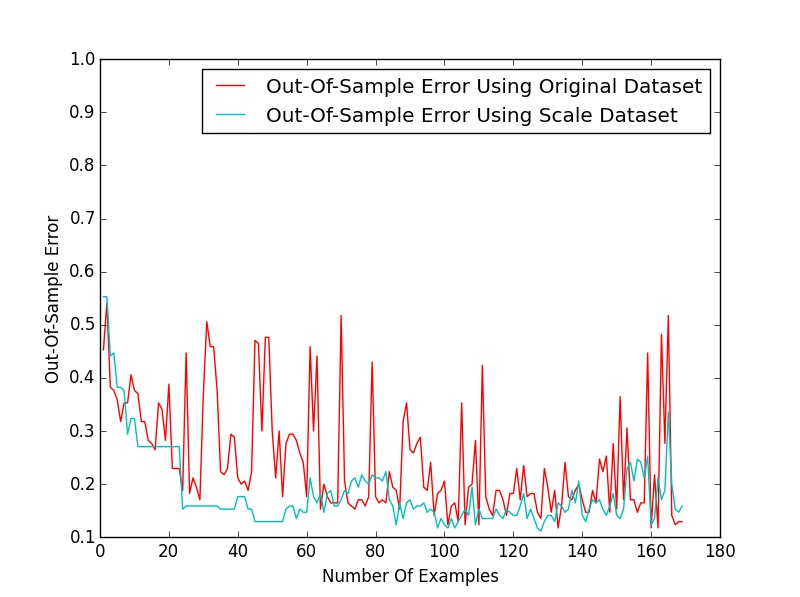 Out-Of-Sample Error Using Original Dataset
Out-Of-Sample Error Using Scale Dataset
1.0
0.9
0.8
0.7
0.6
0.5
0.4
0.3
0.2
0.1
Out-Of-Sample Error
0 20 40 60 80 100 120 140 160 180
Number Of Examples